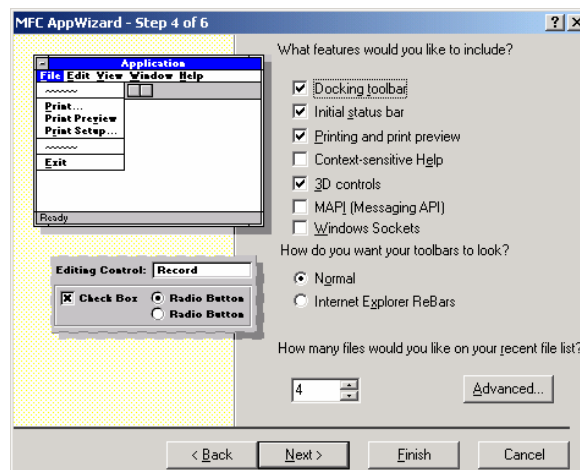 MFC AppWizard - Step 4 of 6
Application
File Edit View Window Help
Print...
Print Preview
Print Setup...
Exit
Ready
Editing Control: Record
Check Box
Radio Button
Radio Button
What features would you like to include?
Docking toolbar
Initial status bar
Printing and print preview
Context-sensitive Help
3D controls
MAPI (Messaging API)
Windows Sockets
How do you want your toolbars to look?
Normal
Internet Explorer ReBars
How many files would you like on your recent file list?
4
Advanced...
< Back
Next >
Finish
Cancel